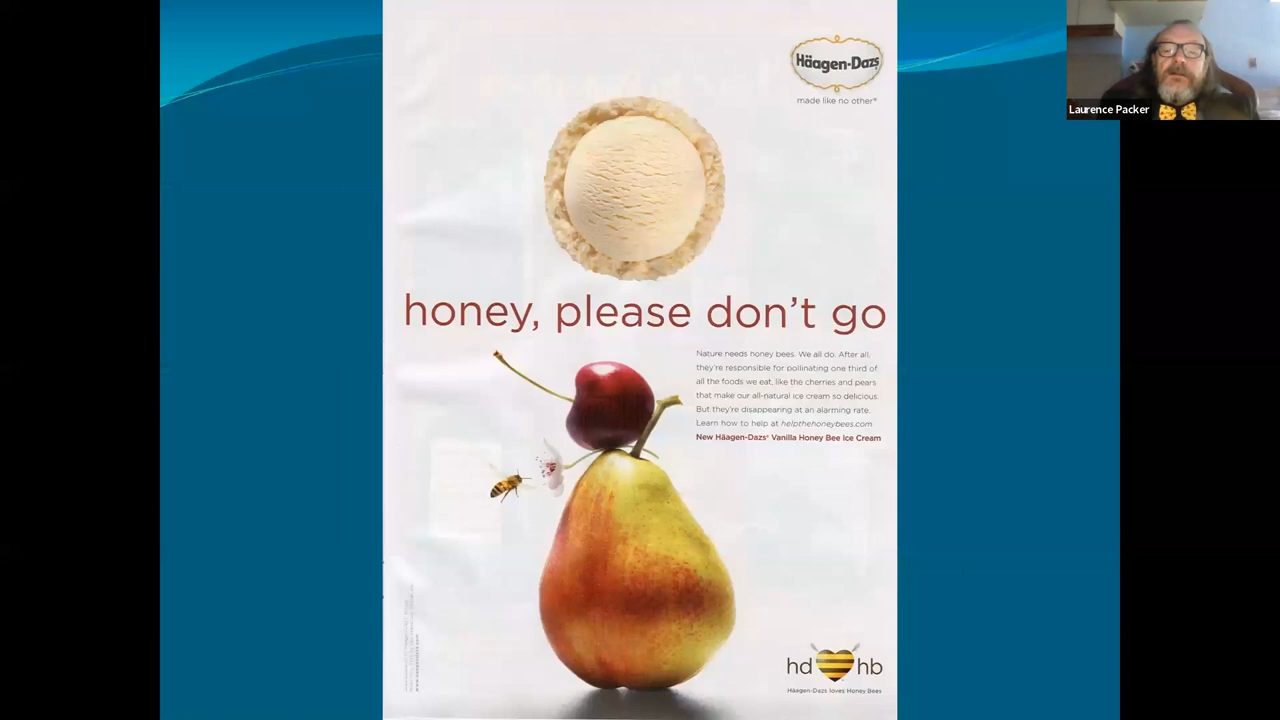 Häagen-Dazs
made like no other®
Laurence Packer
honey, please don't go
Nature needs honey bees. We all do. After all,
they're responsible for pollinating one third of
all the foods we eat, like the cherries and pears
that make our all-natural ice cream so delicious.
But they're disappearing at an alarming rate.
Learn how to help at helpthehoneybees.com
New Häagen-Dazs® Vanilla Honey Bee Ice Cream
hd hb
Häagen-Dazs loves Honey Bees